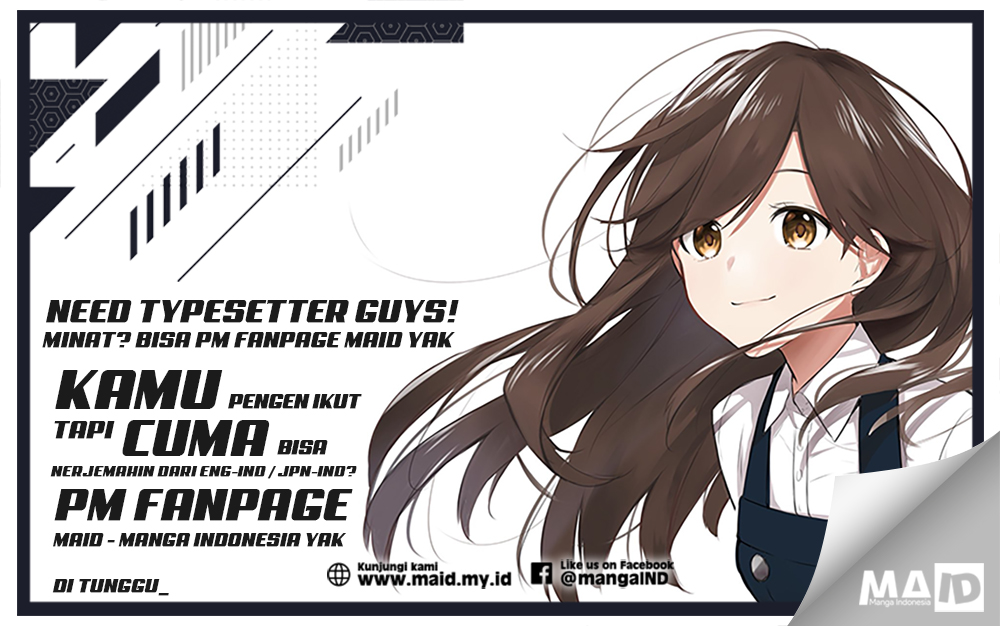 NEED TYPESETTER GUYS!
MINAT? BISA PM FANPAGE MAID YAK
KAMU PENGEN IKUT
TAPI CUMA BISA
NERJEMAHIN DARI ENG-IND / JPN-IND?
PM FANPAGE
MAID - MANGA INDONESIA YAK
DI TUNGGU_
Kunjungi kami
www.maid.my.id
Like us on Facebook
@mangaIND
MAID
Manga Indonesia